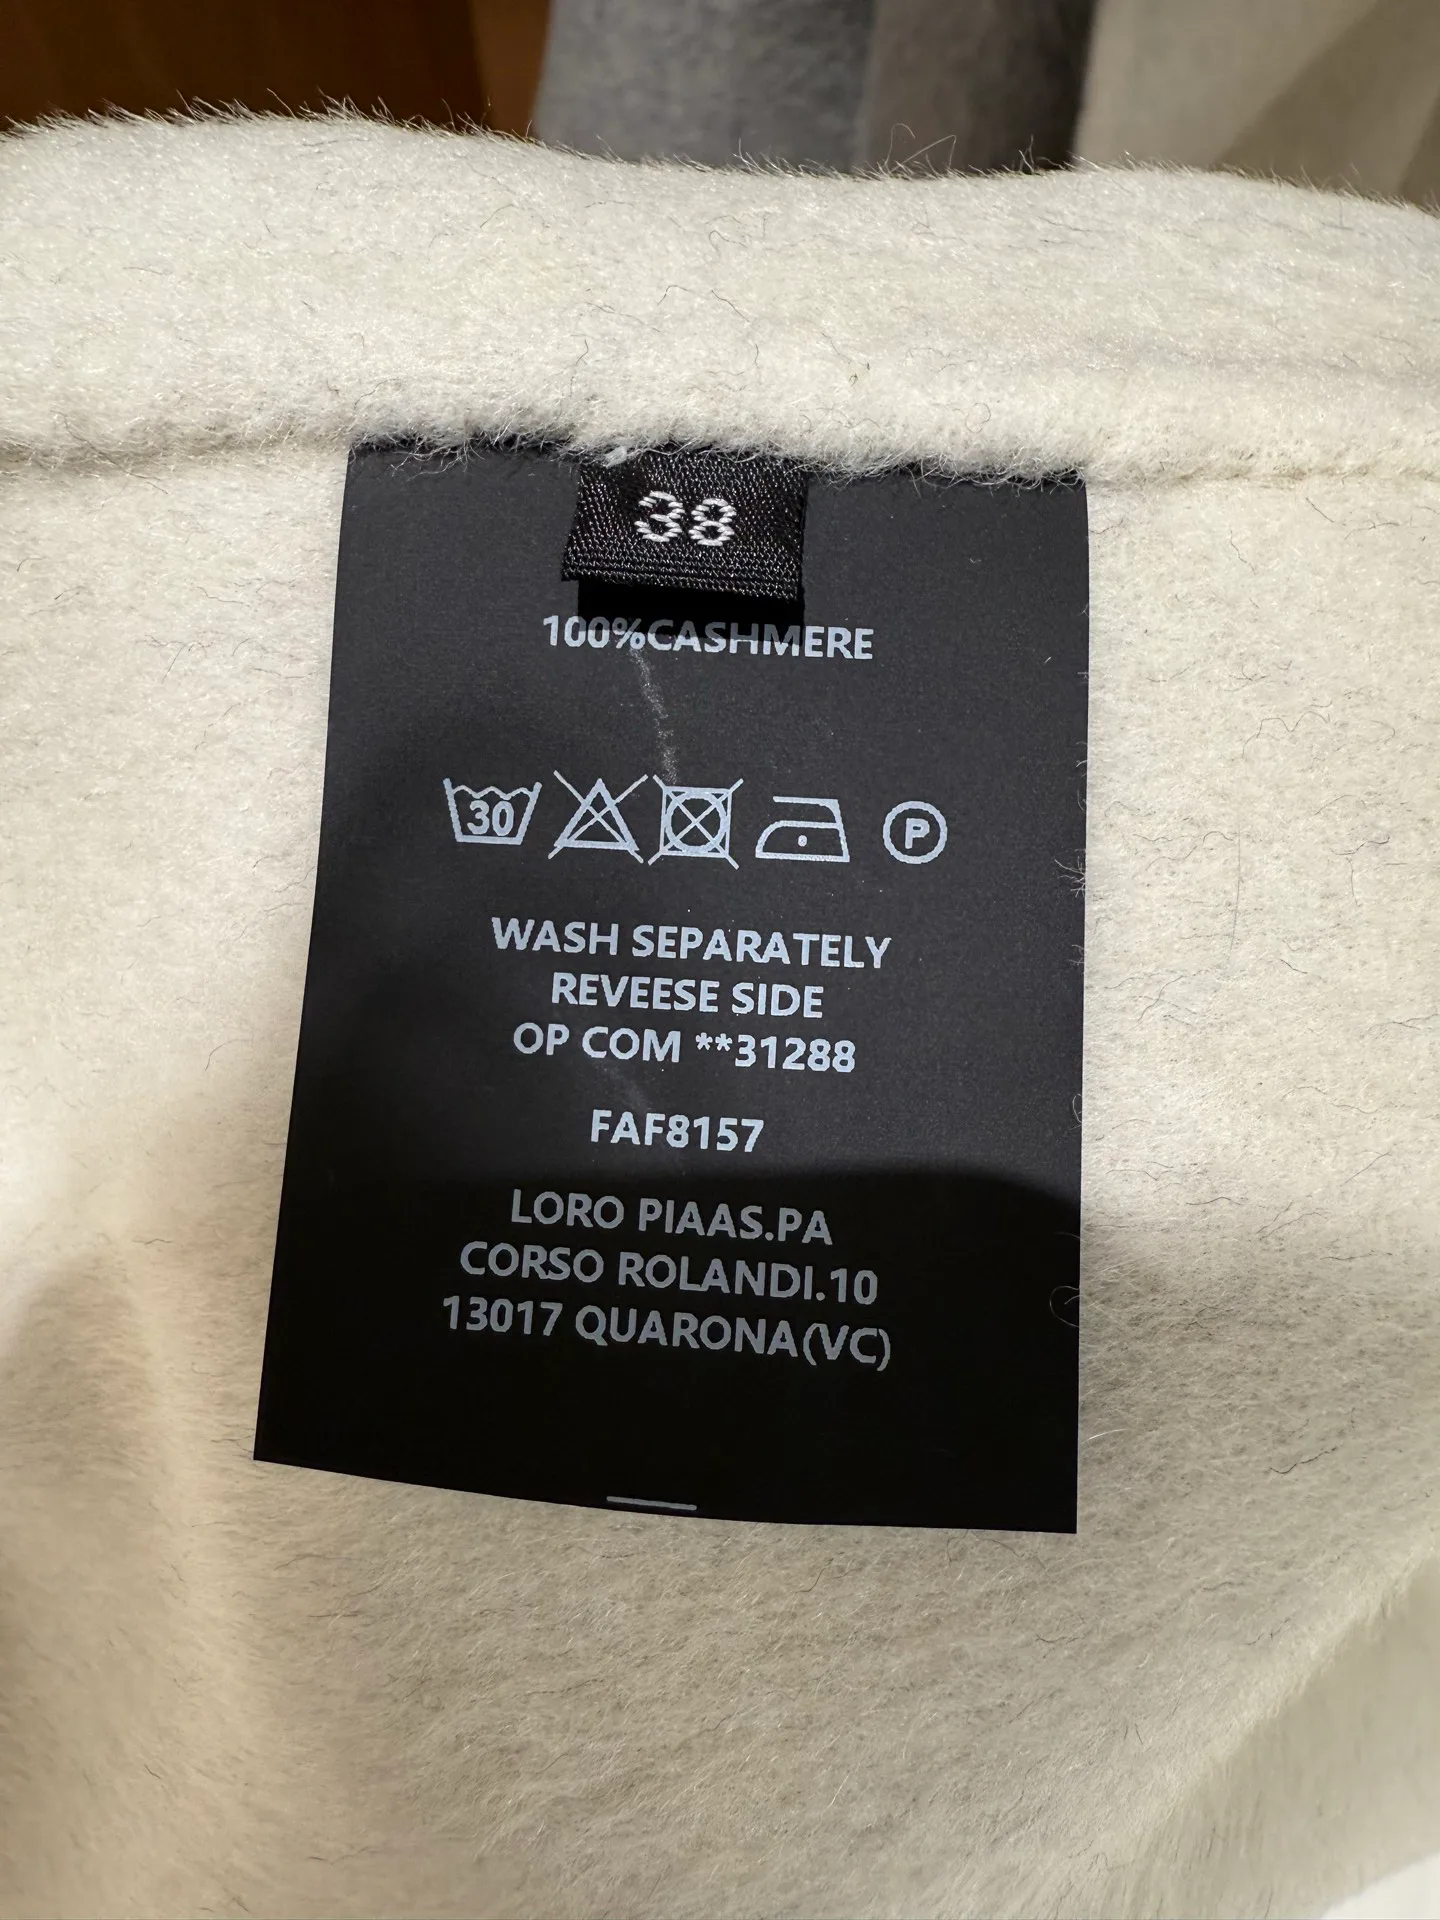 38
100%CASHMERE
30 P
WASH SEPARATELY
REVEESE SIDE
OP COM **31288
FAF8157
LORO PIAAS.PA
CORSO ROLANDI.10
13017 QUARONA(VC)